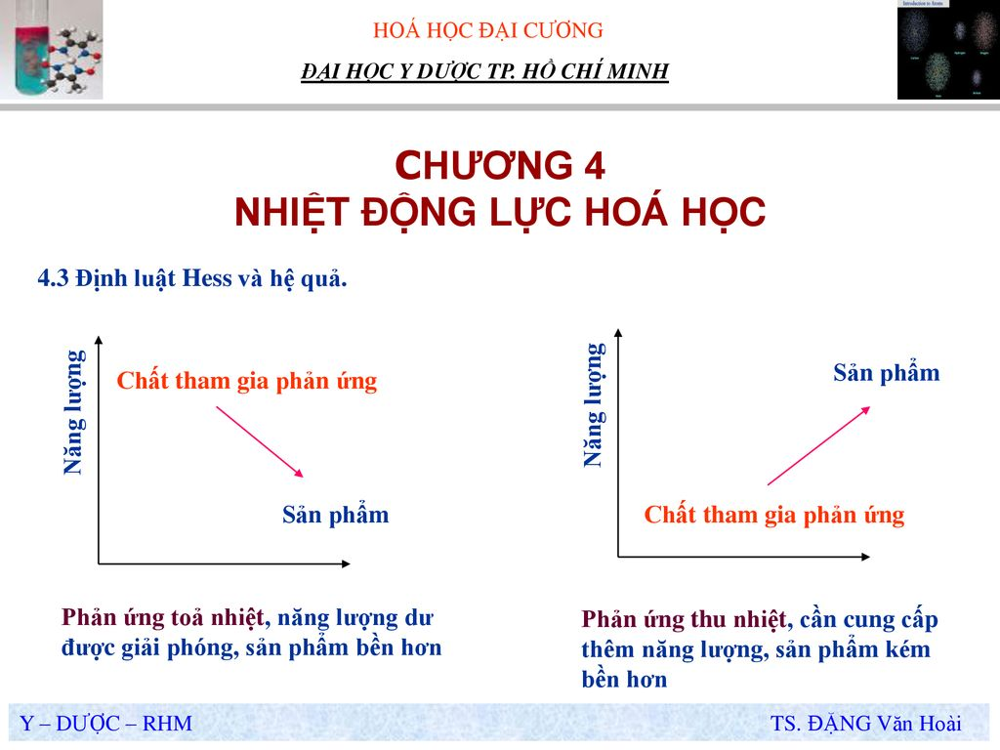 Introduction to Atoms
HOÁ HỌC ĐẠI CƯƠNG
ĐẠI HỌC Y DƯỢC TP. HỒ CHÍ MINH
CHƯƠNG 4
NHIỆT ĐỘNG LỰC HOÁ HỌC
4.3 Định luật Hess và hệ quả.
Năng lượng
Chất tham gia phản ứng
Sản phẩm
Năng lượng
Sản phẩm
Chất tham gia phản ứng
Phản ứng toả nhiệt, năng lượng dư
được giải phóng, sản phẩm bền hơn
Phản ứng thu nhiệt, cần cung cấp
thêm năng lượng, sản phẩm kém
bền hơn
Y – DƯỢC – RHM
TS. ĐẶNG Văn Hoài